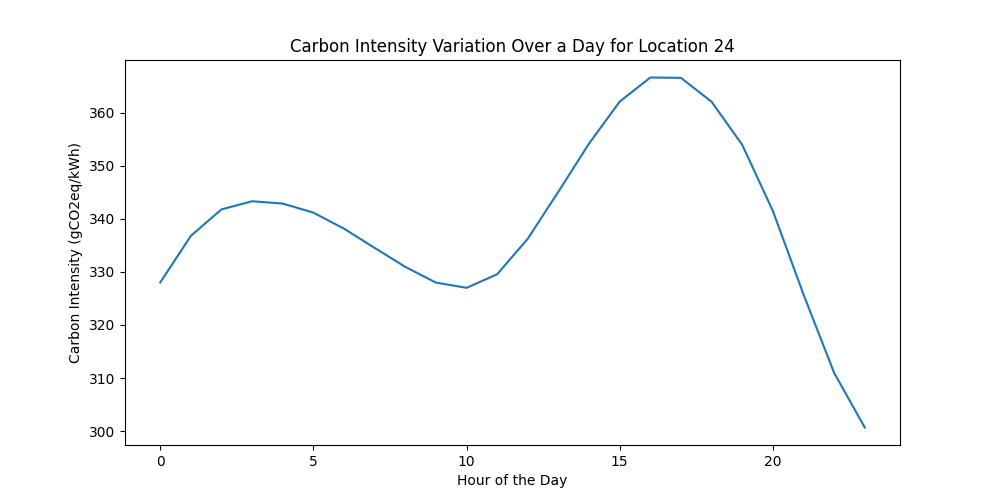 Carbon Intensity Variation Over a Day for Location 24
Carbon Intensity (gCO2eq/kWh)
360
350
340
330
320
310
300
0 5 10 15 20
Hour of the Day